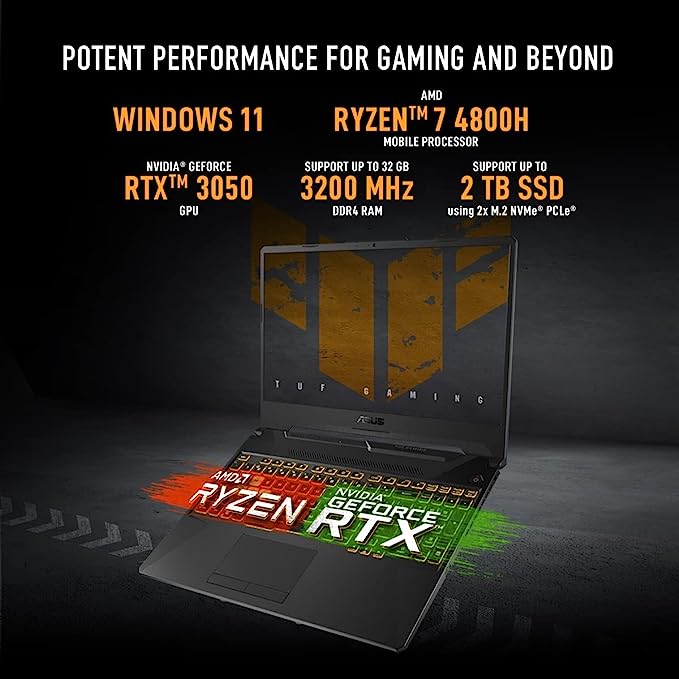 POTENT PERFORMANCE FOR GAMING AND BEYOND
WINDOWS 11
AMD
RYZEN™ 7 4800H
MOBILE PROCESSOR
NVIDIA® GEFORCE
RTX™ 3050
GPU
SUPPORT UP TO 32 GB
3200 MHz
DDR4 RAM
SUPPORT UP TO
2 TB SSD
using 2x M.2 NVMe® PCLe®
TUF GAMING
ASUS
AMD
RYZEN
NVIDIA
GEFORCE
RTX™